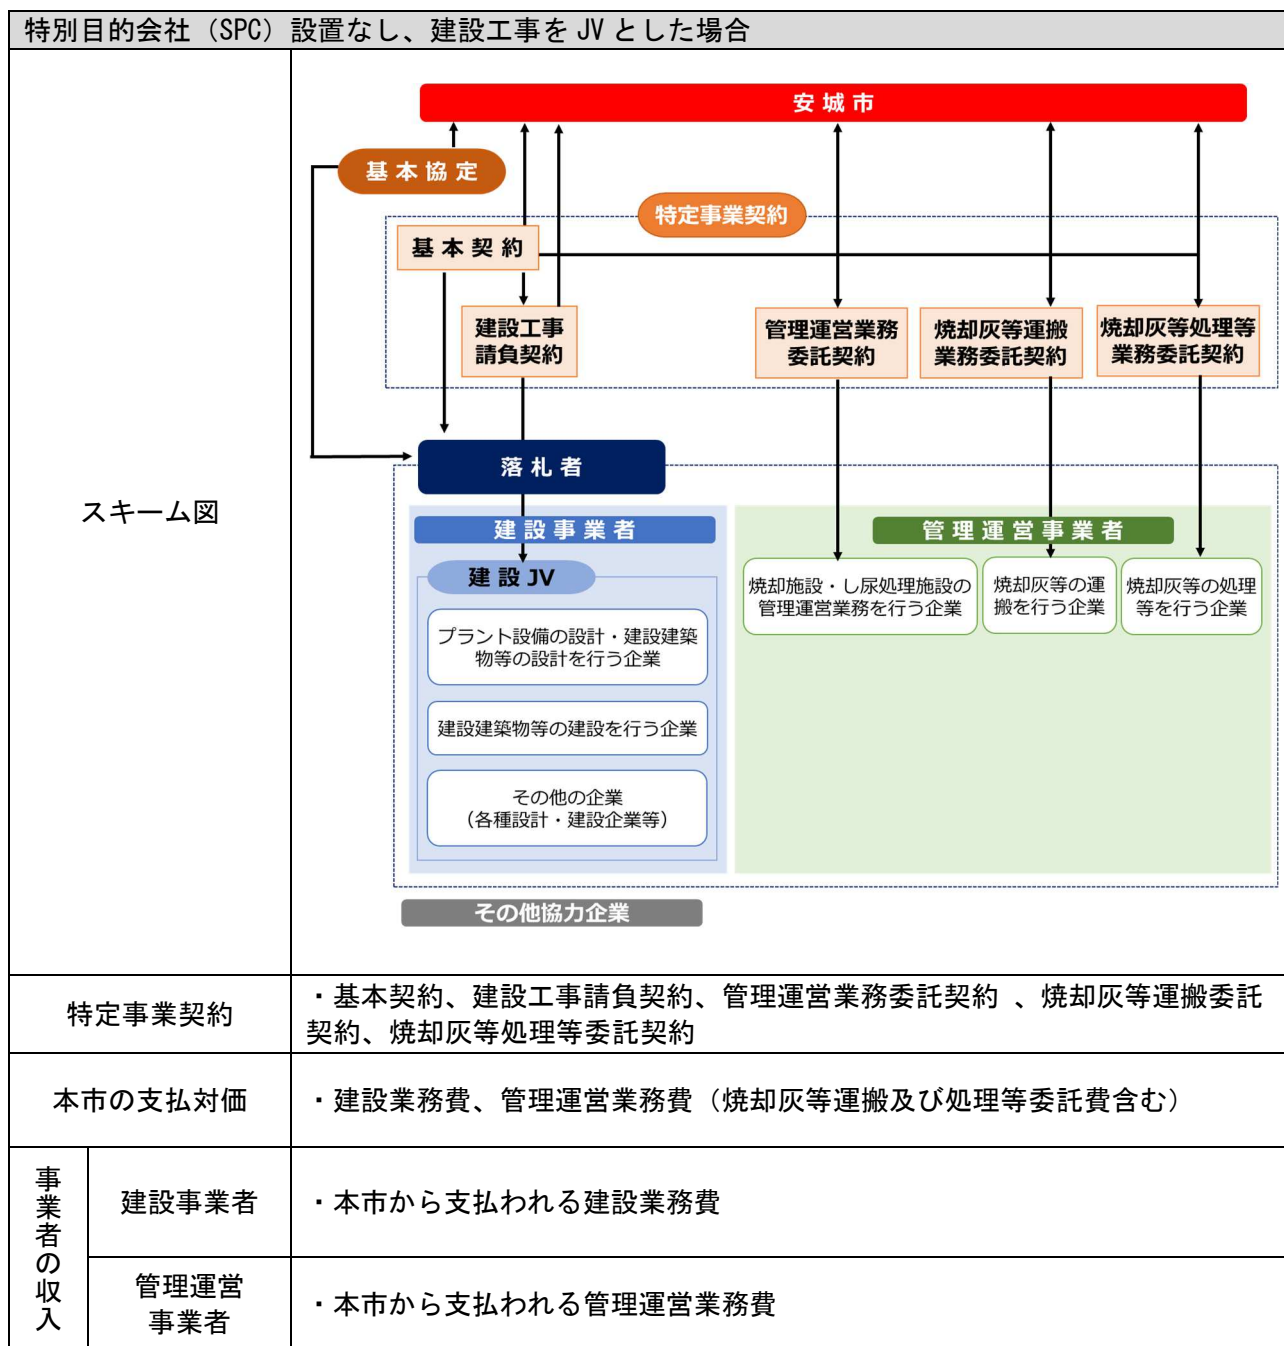 特別目的会社（SPC）設置なし、建設工事を JV とした場合
スキーム図
安城市
基本協定
特定事業契約
基本契約
建設工事
請負契約
管理運営業務
委託契約
焼却灰等運搬
業務委託契約
焼却灰等処理等
業務委託契約
落札者
建設事業者
管理運営事業者
建設 JV
プラント設備の設計・建設建築
物等の設計を行う企業
建設建築物等の建設を行う企業
その他の企業
（各種設計・建設企業等）
焼却施設・し尿処理施設の
管理運営業務を行う企業
焼却灰等の運
搬を行う企業
焼却灰等の処理
等を行う企業
その他協力企業
特定事業契約
・基本契約、建設工事請負契約、管理運営業務委託契約 、焼却灰等運搬委託
契約、焼却灰等処理等委託契約
本市の支払対価
・建設業務費、管理運営業務費（焼却灰等運搬及び処理等委託費含む）
事業者の収入
建設事業者
・本市から支払われる建設業務費
管理運営
事業者
・本市から支払われる管理運営業務費